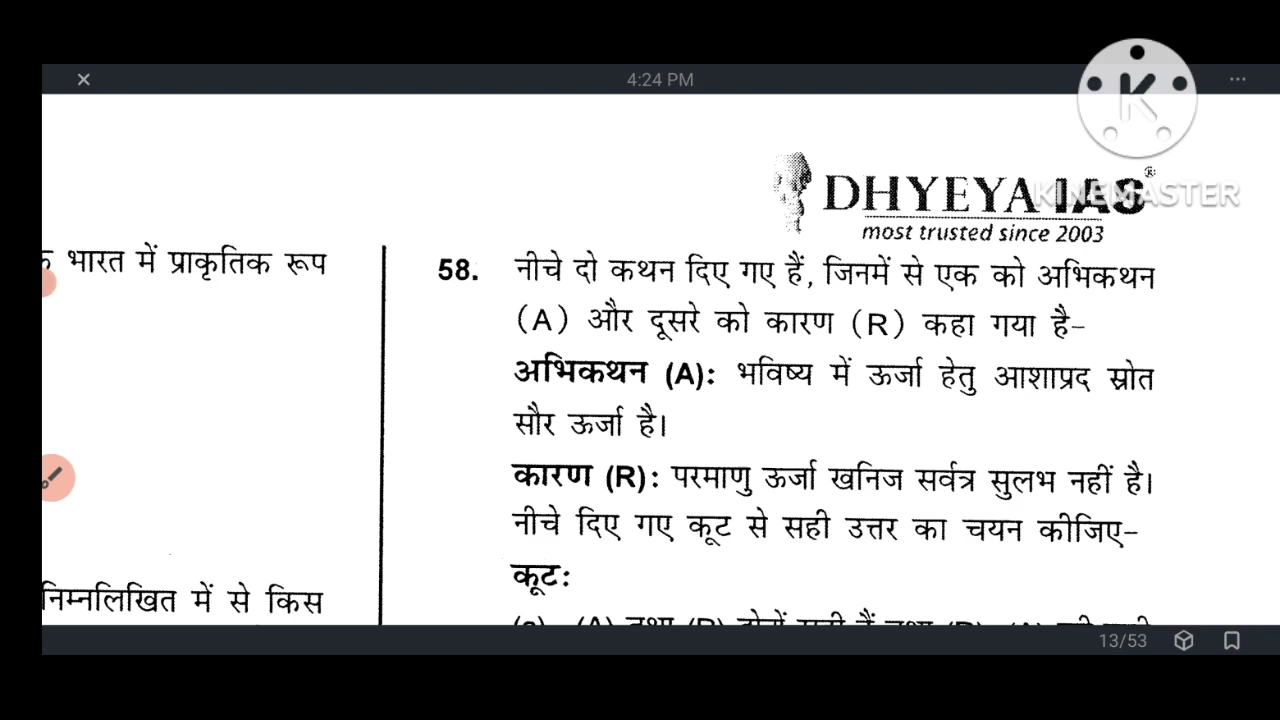 4:24 PM
KINEMASTER
DHYEYA IAS®
most trusted since 2003
भारत में प्राकृतिक रूप
निम्नलिखित में से किस
58. नीचे दो कथन दिए गए हैं, जिनमें से एक को अभिकथन
(A) और दूसरे को कारण (R) कहा गया है-
अभिकथन (A): भविष्य में ऊर्जा हेतु आशाप्रद स्रोत
सौर ऊर्जा है।
कारण (R): परमाणु ऊर्जा खनिज सर्वत्र सुलभ नहीं है।
नीचे दिए गए कूट से सही उत्तर का चयन कीजिए-
कूट:
13/53